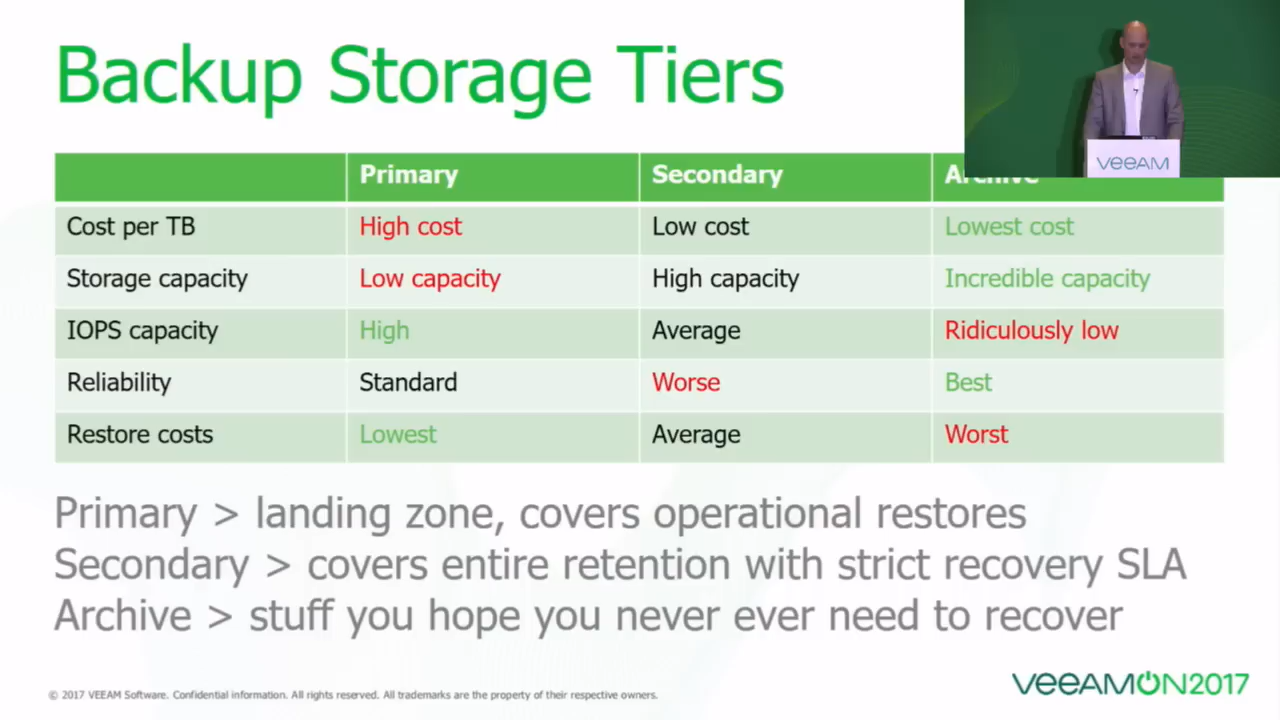 Backup Storage Tiers
Primary Secondary Archive
Cost per TB High cost Low cost Lowest cost
Storage capacity Low capacity High capacity Incredible capacity
IOPS capacity High Average Ridiculously low
Reliability Standard Worse Best
Restore costs Lowest Average Worst
Primary > landing zone, covers operational restores
Secondary > covers entire retention with strict recovery SLA
Archive > stuff you hope you never ever need to recover
© 2017 VEEAM Software. Confidential information. All rights reserved. All trademarks are the property of their respective owners.
VEEAMON2017
VEEAM